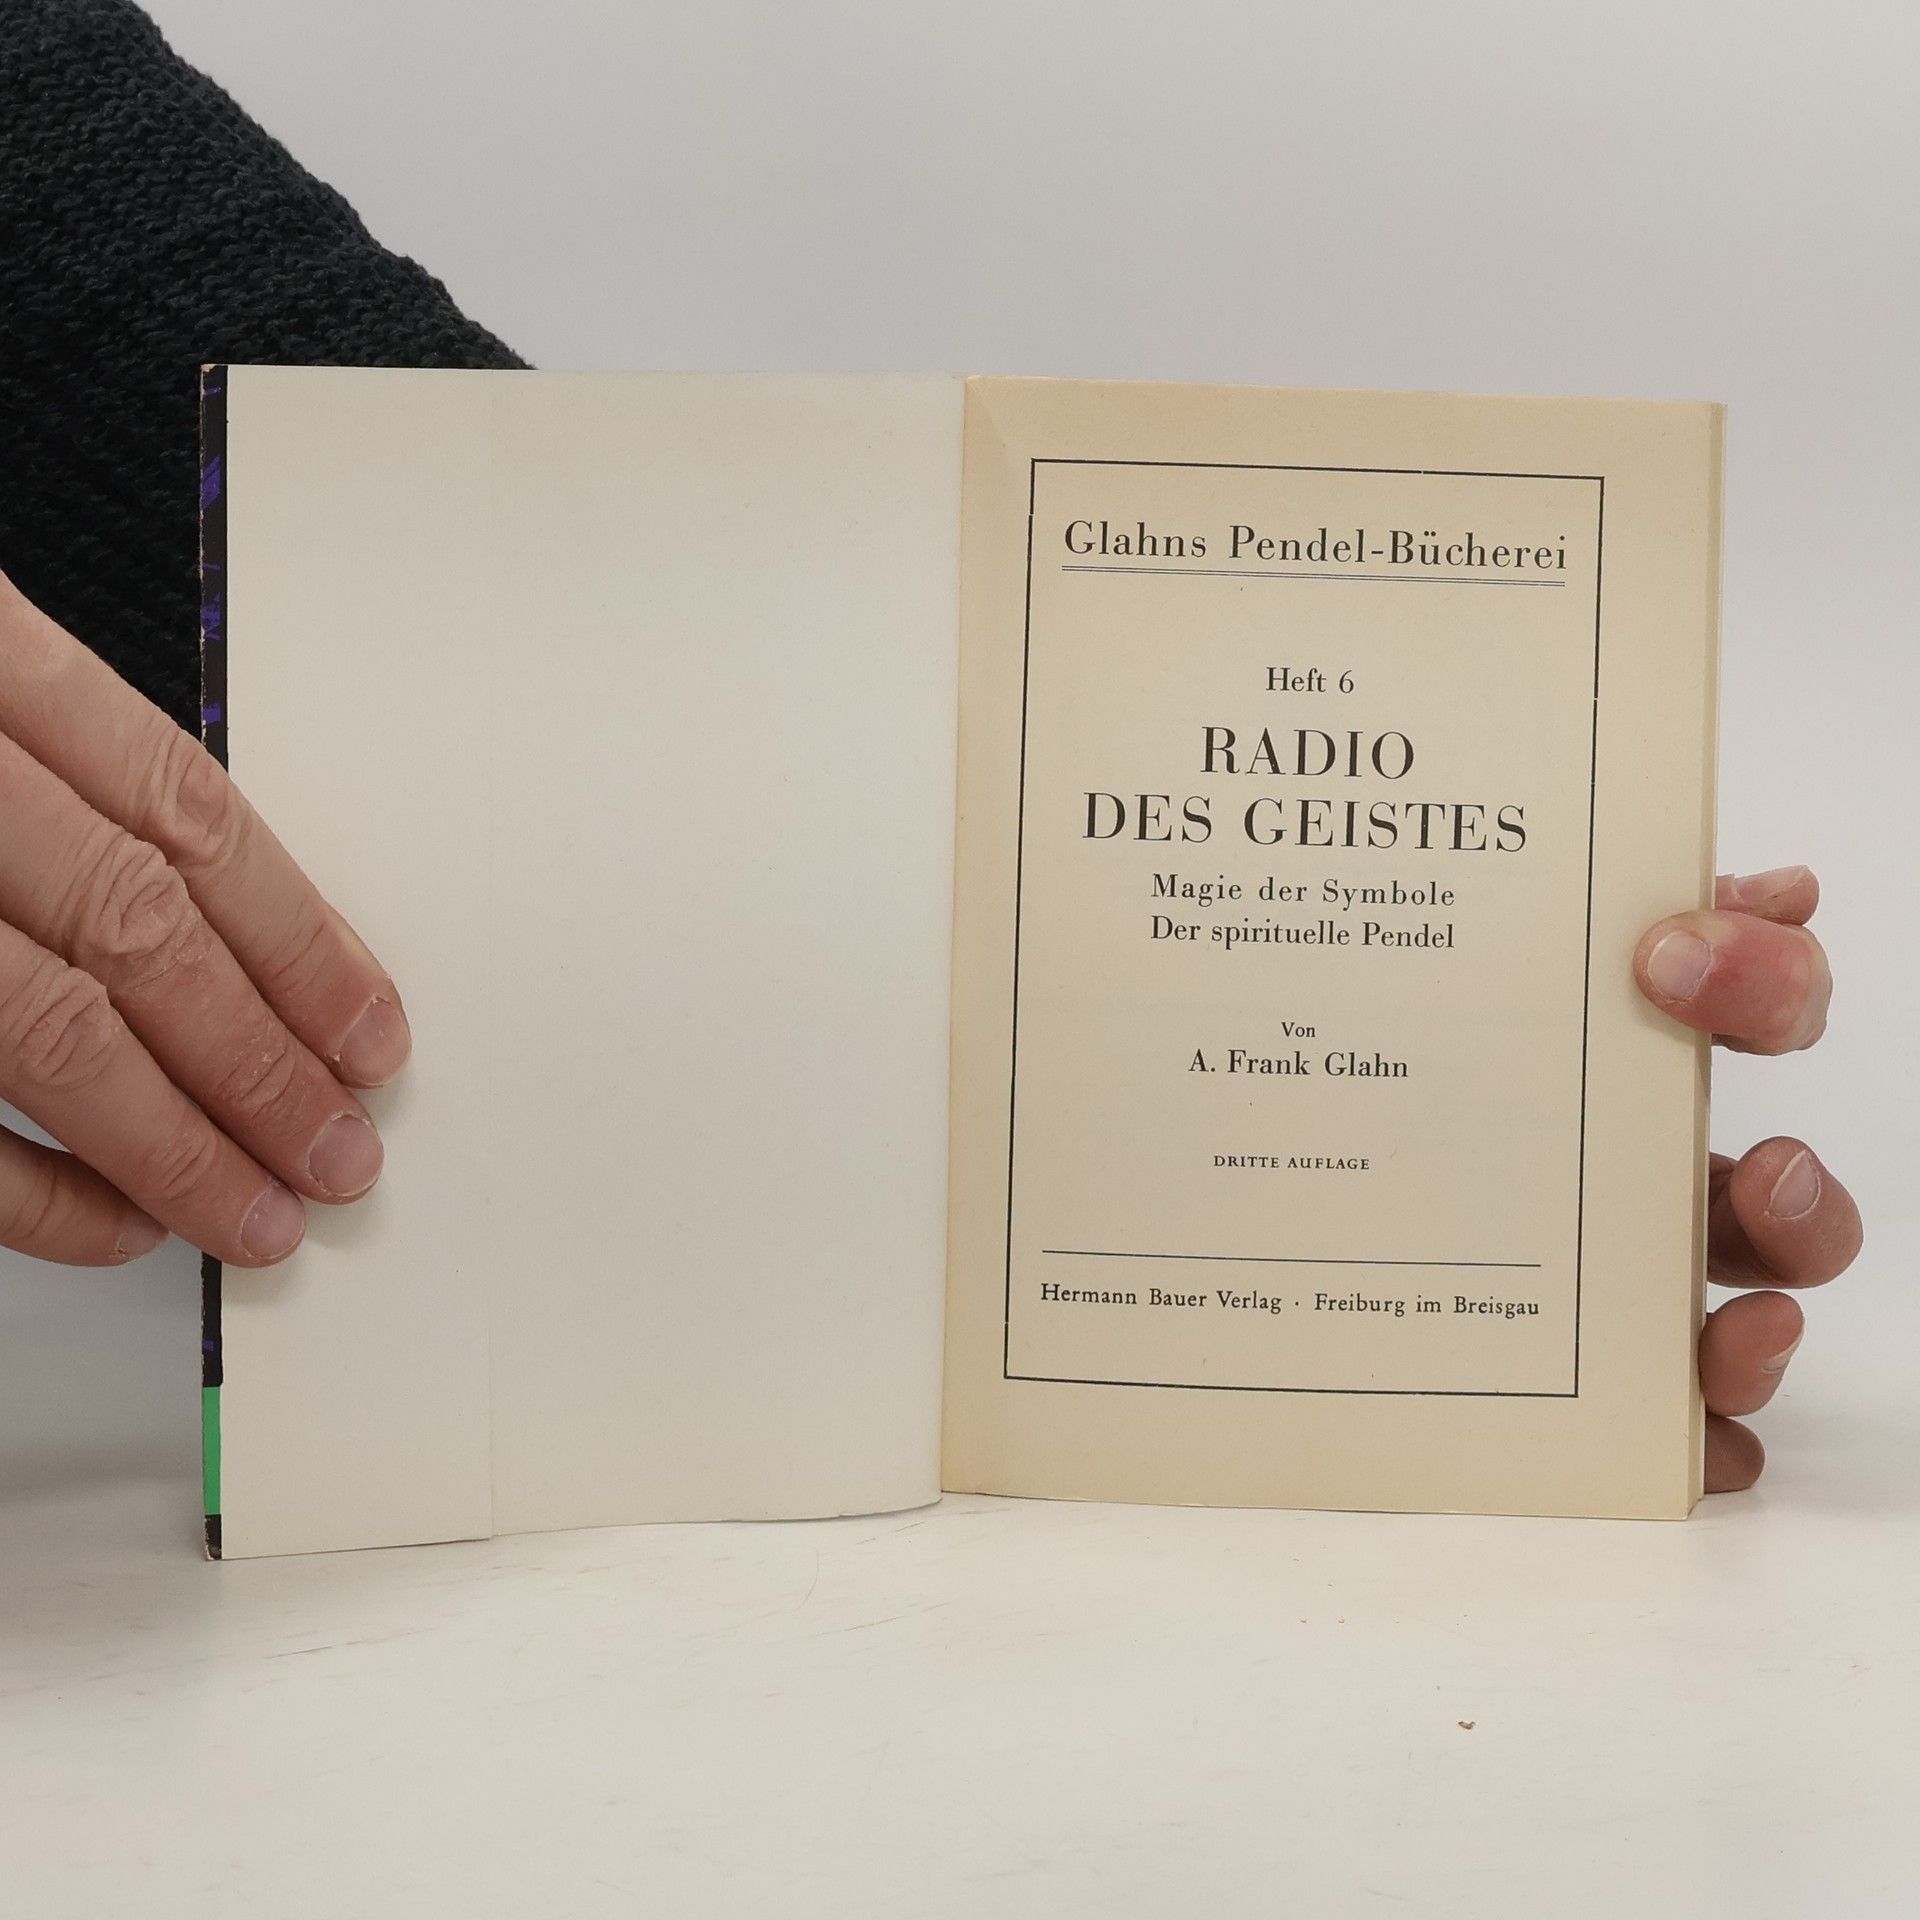 Glahns Pendel-Bücherei
Heft 6
RADIO
DES GEISTES
Magie der Symbole
Der spirituelle Pendel
Von
A. Frank Glahn
DRITTE AUFLAGE
Hermann Bauer Verlag · Freiburg im Breisgau